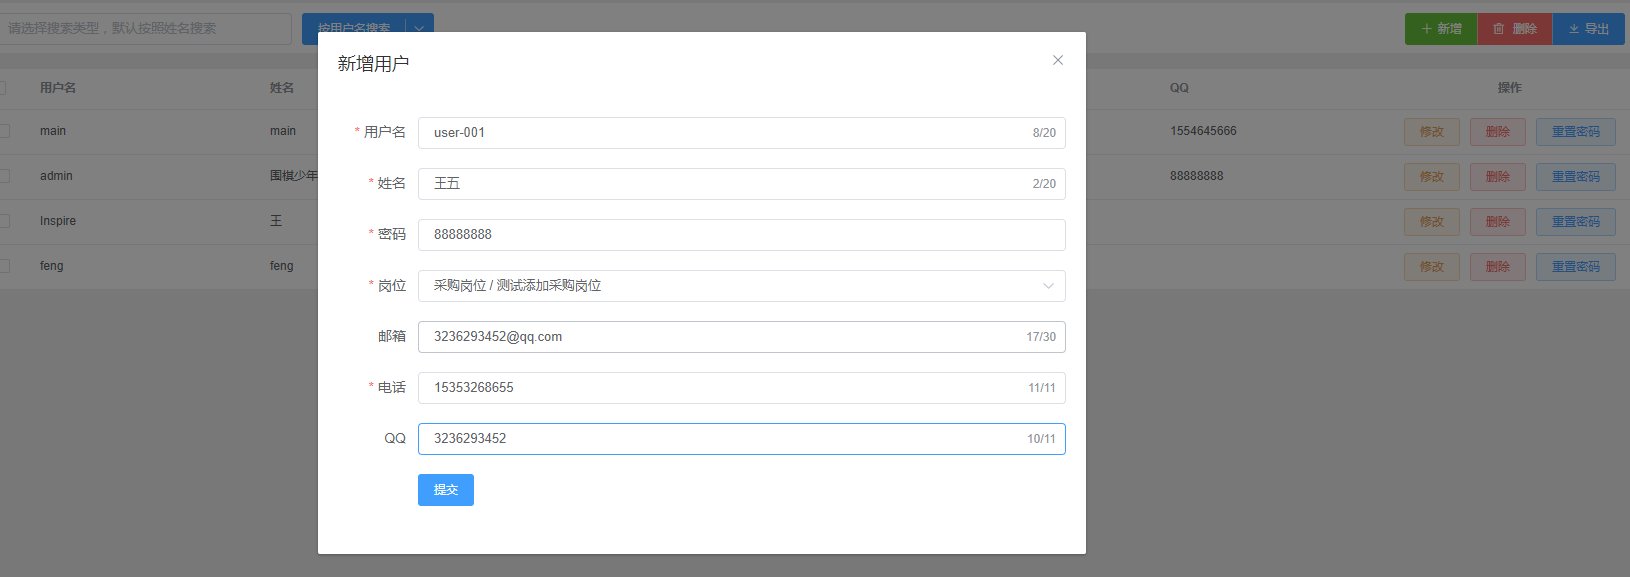 请选择搜索类型，默认按照姓名搜索
按用户名搜索
新增
删除
导出
新增用户
用户名
姓名
QQ
操作
main
main
1554645666
修改
删除
重置密码
admin
围棋少年
88888888
修改
删除
重置密码
Inspire
王
修改
删除
重置密码
feng
feng
修改
删除
重置密码
* 用户名
user-001
8/20
* 姓名
王五
2/20
* 密码
88888888
* 岗位
采购岗位 / 测试添加采购岗位
邮箱
3236293452@qq.com
17/30
* 电话
15353268655
11/11
QQ
3236293452
10/11
提交